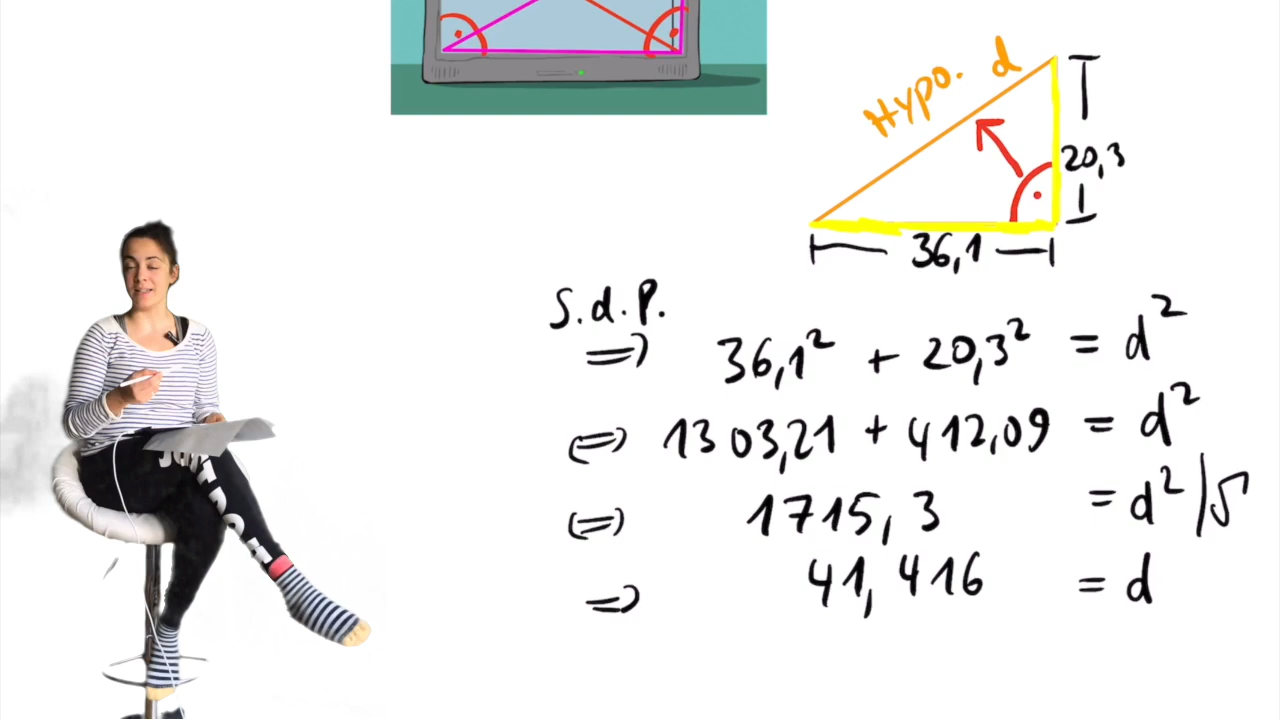 Hypo. d
20,3
36,1
S.d.P.
=> 36,1² + 20,3² = d²
<=> 1303,21 + 412,09 = d²
<=> 1715,3 = d² |√
=> 41,416 = d